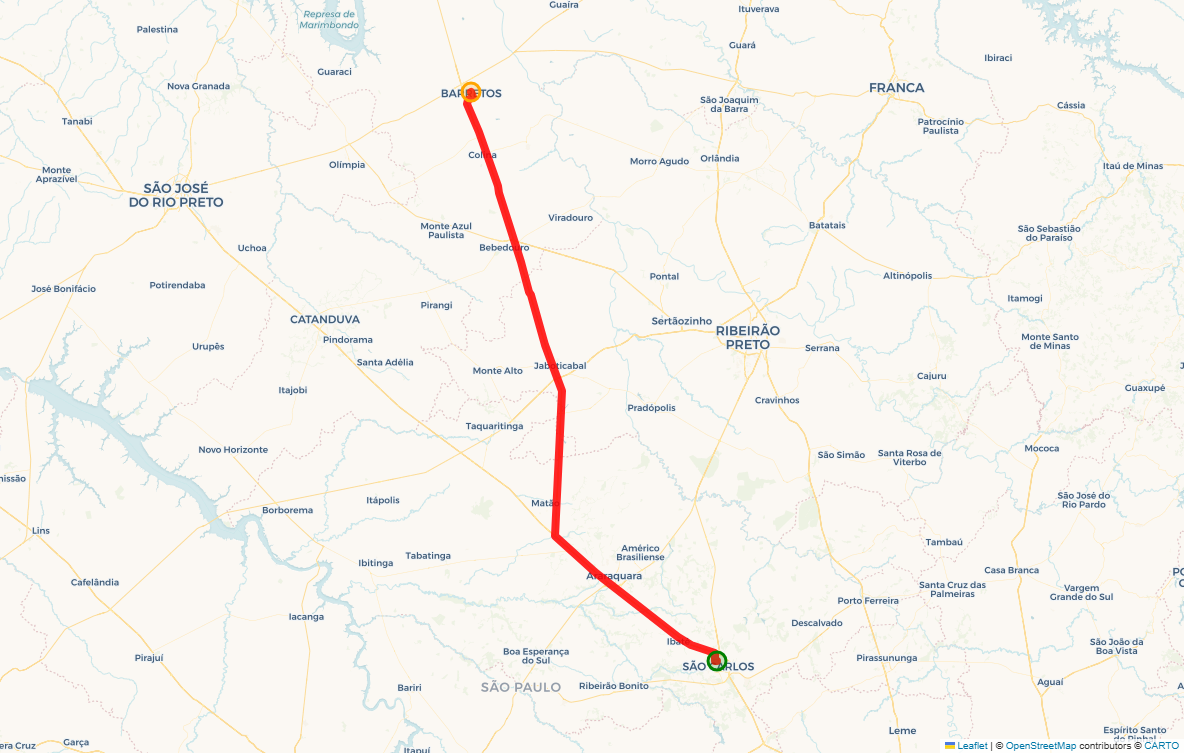 Guaíra
Ituverava
Represa de
Marimbondo
Palestina
Guará
Ibiraci
Guaraci
Nova Granada
BARRETOS
FRANCA
São Joaquim
da Barra
Cássia
Tanabi
Patrocínio
Paulista
Colina
Olímpia
Morro Agudo
Orlândia
Itaú de Minas
Monte
Aprazível
SÃO JOSÉ
DO RIO PRETO
Viradouro
Monte Azul
Paulista
Batatais
São Sebastião
do Paraíso
Uchoa
Bebedouro
José Bonifácio
Potirendaba
Pontal
Altinópolis
Itamogi
Pirangi
CATANDUVA
Sertãozinho
RIBEIRÃO
PRETO
Pindorama
Urupês
Serrana
Monte Santo
de Minas
Santa Adélia
Monte Alto
Jaboticabal
Cajuru
Itajobi
Guaxupé
Pradópolis
Cravinhos
Taquaritinga
Novo Horizonte
São Simão
Santa Rosa de
Viterbo
Mococa
missão
Itápolis
Matão
São José do
Rio Pardo
Borborema
Lins
Tambaú
Américo
Brasiliense
Tabatinga
Ibitinga
Araraquara
Casa Branca
Cafelândia
Santa Cruz das
Palmeiras
Vargem
Grande do Sul
Porto Ferreira
Iacanga
Descalvado
Ibaté
São João da
Boa Vista
Boa Esperança
do Sul
Pirajuí
SÃO CARLOS
Pirassununga
Bariri
SÃO PAULO
Ribeirão Bonito
Aguaí
Leme
Espírito Santo
do Pinhal
Garça
era Cruz
Itapuí
Leaflet | © OpenStreetMap contributors © CARTO